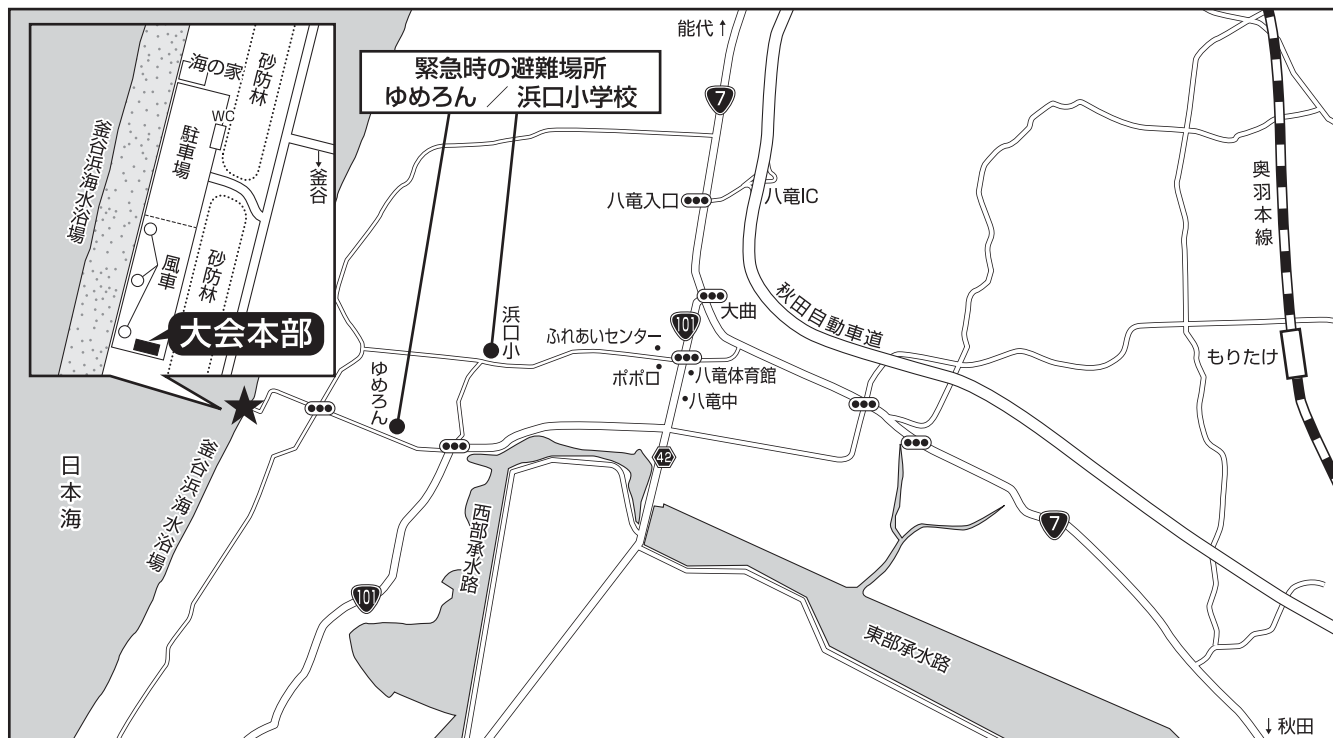 能代↑
海の家
砂防林
緊急時の避難場所
ゆめろん / 浜口小学校
WC
駐車場
釜谷浜海水浴場
↓釜谷
風車
砂防林
大会本部
7
八竜入口
八竜IC
奥羽本線
大曲
秋田自動車道
101
浜口小
ふれあいセンター
ポポロ
八竜体育館
八竜中
もりたけ
ゆめろん
釜谷浜海水浴場
日本海
42
西部承水路
7
101
東部承水路
↓秋田